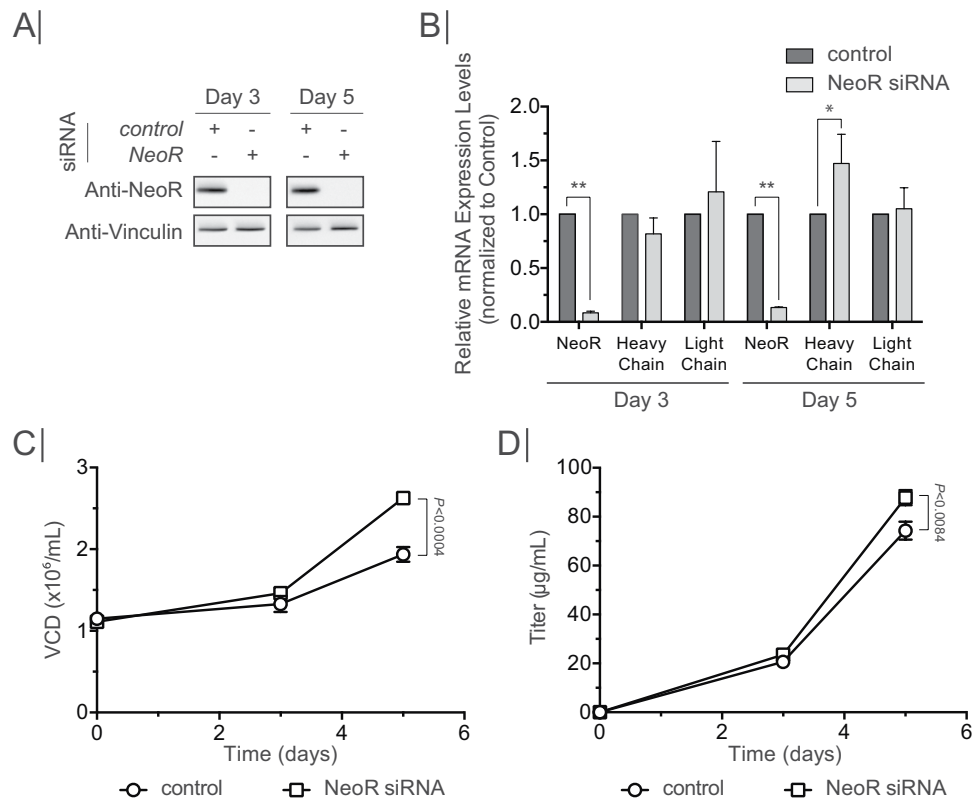 A|
Day 3 Day 5
siRNA
control + - + -
NeoR - + - +
Anti-NeoR
Anti-Vinculin
B|
control
NeoR siRNA
Relative mRNA Expression Levels
(normalized to Control)
2.0
1.5
1.0
0.5
0.0
** * **
NeoR Heavy Chain Light Chain NeoR Heavy Chain Light Chain
Day 3 Day 5
C|
VCD (x10⁶/mL)
3
2
1
0
P<0.0004
0 2 4 6
Time (days)
control NeoR siRNA
D|
Titer (µg/mL)
100
80
60
40
20
0
P<0.0084
0 2 4 6
Time (days)
control NeoR siRNA